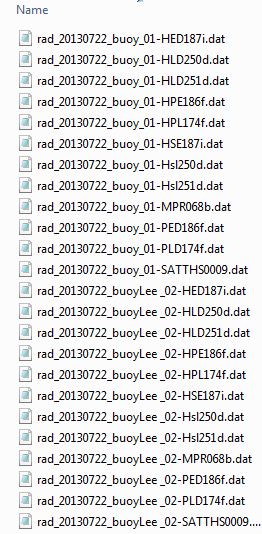 Name
rad_20130722_buoy_01-HED187i.dat
rad_20130722_buoy_01-HLD250d.dat
rad_20130722_buoy_01-HLD251d.dat
rad_20130722_buoy_01-HPE186f.dat
rad_20130722_buoy_01-HPL174f.dat
rad_20130722_buoy_01-HSE187i.dat
rad_20130722_buoy_01-Hsl250d.dat
rad_20130722_buoy_01-Hsl251d.dat
rad_20130722_buoy_01-MPR068b.dat
rad_20130722_buoy_01-PED186f.dat
rad_20130722_buoy_01-PLD174f.dat
rad_20130722_buoy_01-SATTHS0009.dat
rad_20130722_buoyLee _02-HED187i.dat
rad_20130722_buoyLee _02-HLD250d.dat
rad_20130722_buoyLee _02-HLD251d.dat
rad_20130722_buoyLee _02-HPE186f.dat
rad_20130722_buoyLee _02-HPL174f.dat
rad_20130722_buoyLee _02-HSE187i.dat
rad_20130722_buoyLee _02-Hsl250d.dat
rad_20130722_buoyLee _02-Hsl251d.dat
rad_20130722_buoyLee _02-MPR068b.dat
rad_20130722_buoyLee _02-PED186f.dat
rad_20130722_buoyLee _02-PLD174f.dat
rad_20130722_buoyLee _02-SATTHS0009....